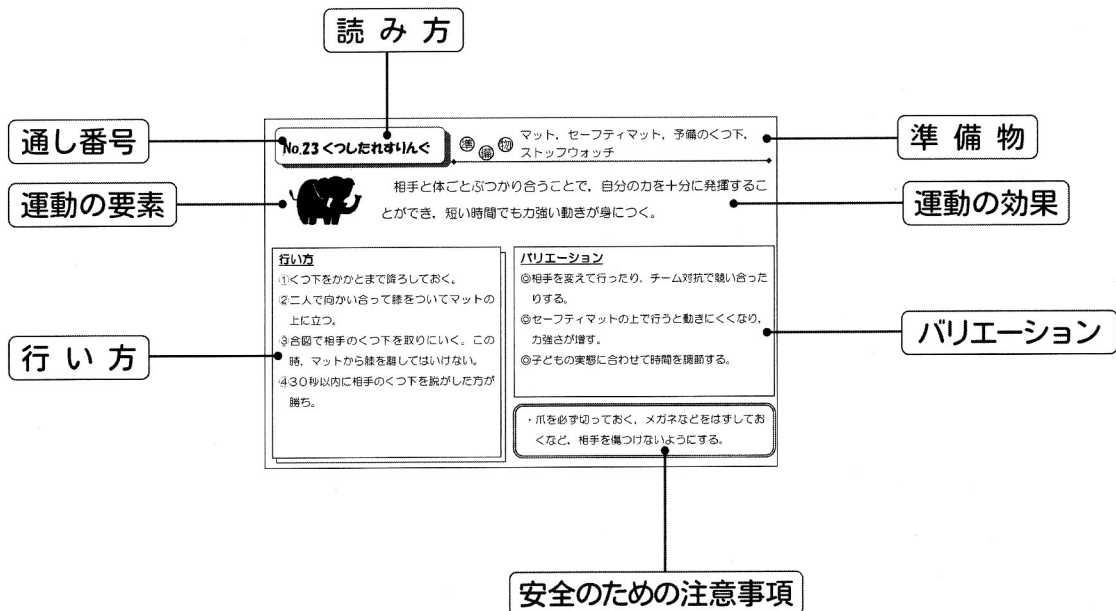 読み方
通し番号
No.23 くつしたれすりんぐ
準備物
マット，セーフティマット，予備のくつ下，
ストップウォッチ
準備物
運動の要素
相手と体ごとぶつかり合うことで，自分の力を十分に発揮するこ
とができ，短い時間でも力強い動きが身につく。
運動の効果
行い方
①くつ下をかかとまで降ろしておく。
②二人で向かい合って膝をついてマットの
上に立つ。
③合図で相手のくつ下を取りにいく。この
時，マットから膝を離してはいけない。
④30秒以内に相手のくつ下を脱がした方が
勝ち。
行い方
バリエーション
◎相手を変えて行ったり，チーム対抗で競い合った
りする。
◎セーフティマットの上で行うと動きにくくなり，
力強さが増す。
◎子どもの実態に合わせて時間を調節する。
バリエーション
・爪を必ず切っておく，メガネなどをはずしてお
くなど，相手を傷つけないようにする。
安全のための注意事項